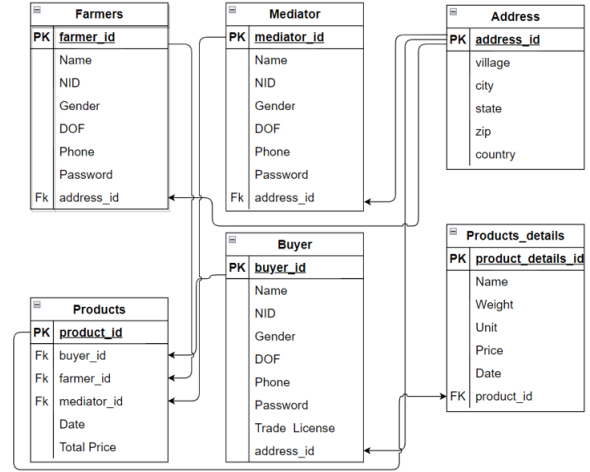 Farmers
PK farmer_id
Name
NID
Gender
DOF
Phone
Password
Fk address_id
Mediator
PK mediator_id
Name
NID
Gender
DOF
Phone
Password
Fk address_id
Address
PK address_id
village
city
state
zip
country
Products
PK product_id
Fk buyer_id
Fk farmer_id
Fk mediator_id
Date
Total Price
Buyer
PK buyer_id
Name
NID
Gender
DOF
Phone
Password
Trade License
address_id
Products_details
PK product_details_id
Name
Weight
Unit
Price
Date
FK product_id